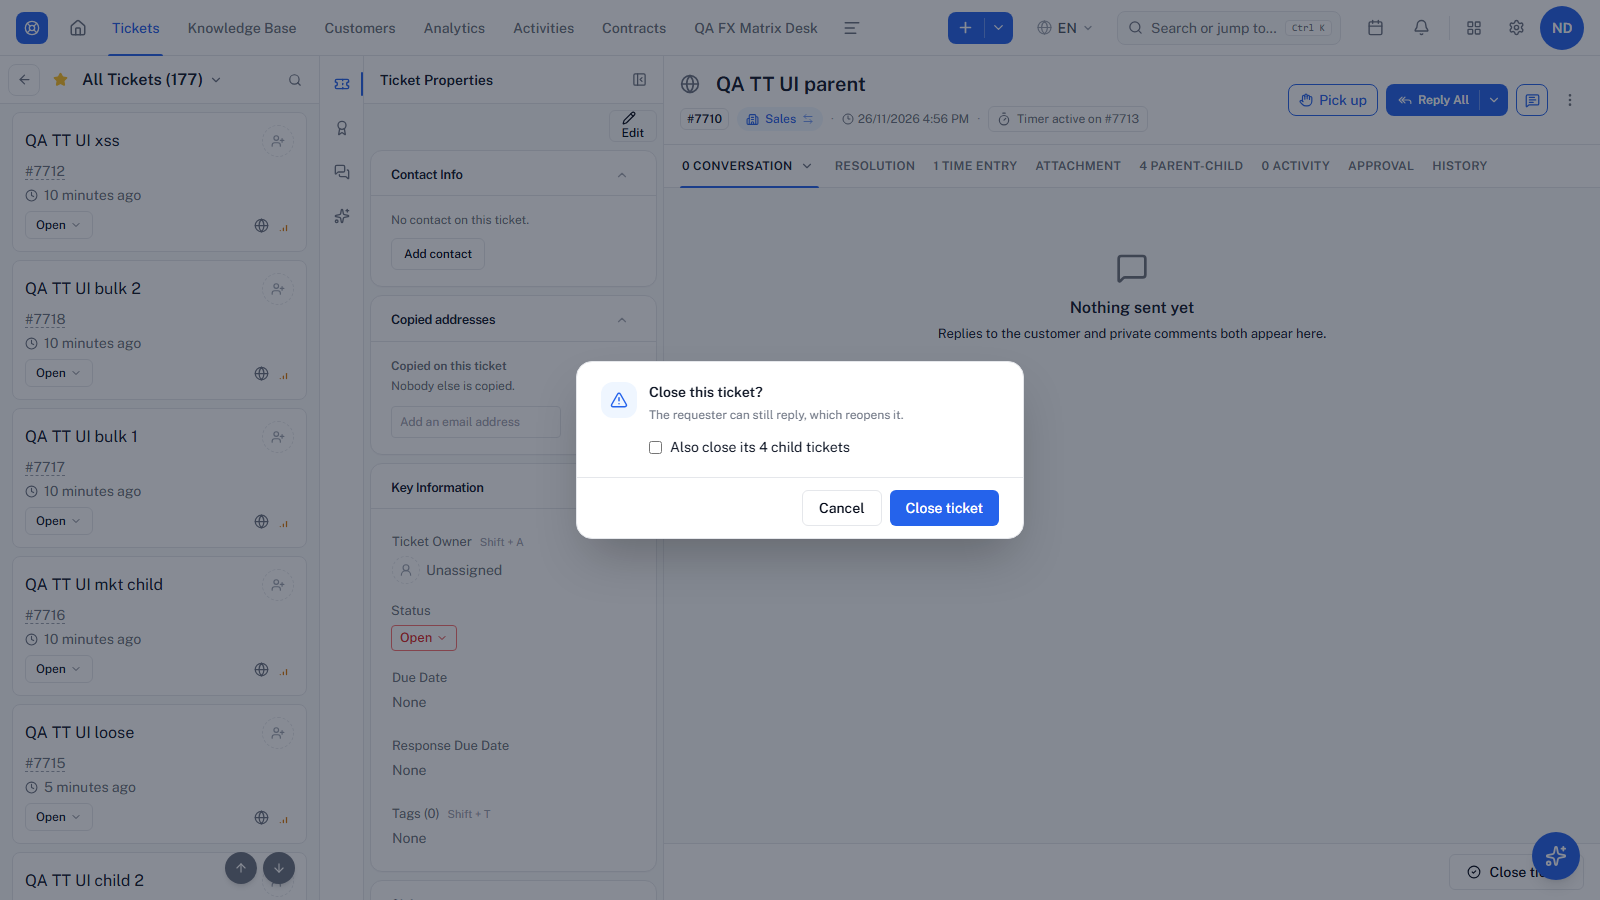 Tickets
Knowledge Base
Customers
Analytics
Activities
Contracts
QA FX Matrix Desk
EN
Search or jump to...
Ctrl K
ND
All Tickets (177)
QA TT UI xss
#7712
10 minutes ago
Open
QA TT UI bulk 2
#7718
10 minutes ago
Open
QA TT UI bulk 1
#7717
10 minutes ago
Open
QA TT UI mkt child
#7716
10 minutes ago
Open
QA TT UI loose
#7715
5 minutes ago
Open
QA TT UI child 2
Ticket Properties
Edit
Contact Info
No contact on this ticket.
Add contact
Copied addresses
Copied on this ticket
Nobody else is copied.
Add an email address
Key Information
Ticket Owner Shift + A
Unassigned
Status
Open
Due Date
None
Response Due Date
None
Tags (0) Shift + T
None
QA TT UI parent
#7710
Sales
· 26/11/2026 4:56 PM ·
Timer active on #7713
Pick up
Reply All
0 CONVERSATION
RESOLUTION
1 TIME ENTRY
ATTACHMENT
4 PARENT-CHILD
0 ACTIVITY
APPROVAL
HISTORY
Nothing sent yet
Replies to the customer and private comments both appear here.
Close this ticket?
The requester can still reply, which reopens it.
Also close its 4 child tickets
Cancel
Close ticket
Close